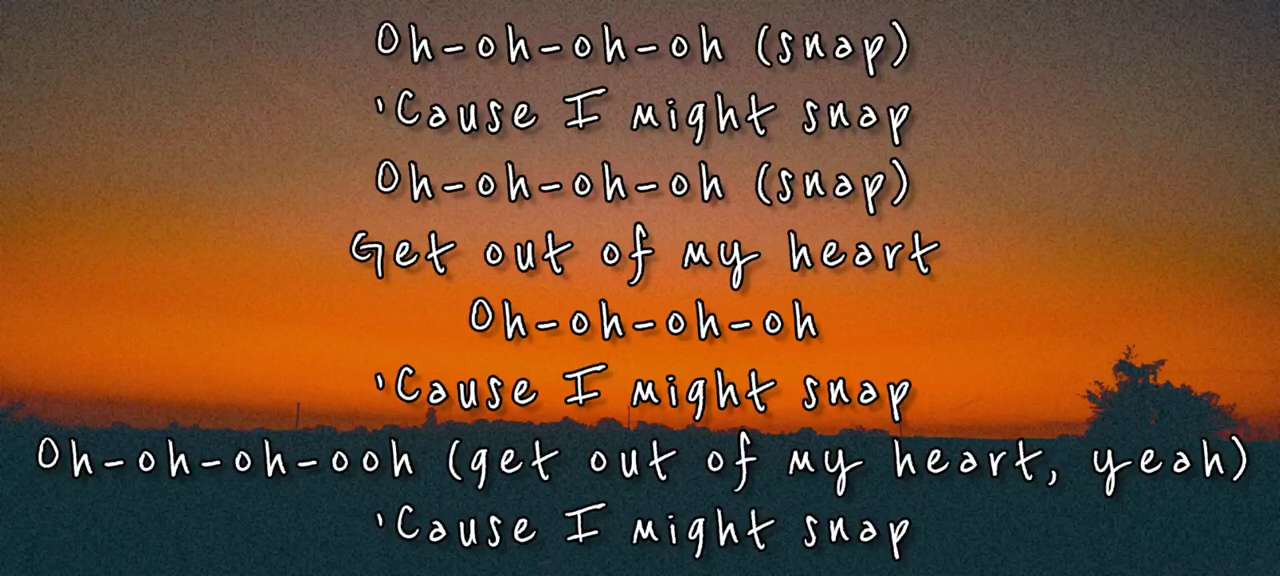 Oh-oh-oh-oh (snap)
'Cause I might snap
Oh-oh-oh-oh (snap)
Get out of my heart
Oh-oh-oh-oh
'Cause I might snap
Oh-oh-oh-ooh (get out of my heart, yeah)
'Cause I might snap